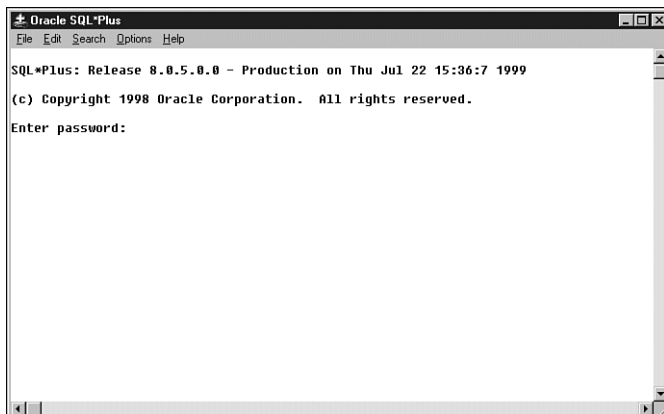 Oracle SQL*Plus
File Edit Search Options Help
SQL*Plus: Release 8.0.5.0.0 - Production on Thu Jul 22 15:36:7 1999
(c) Copyright 1998 Oracle Corporation.  All rights reserved.
Enter password: